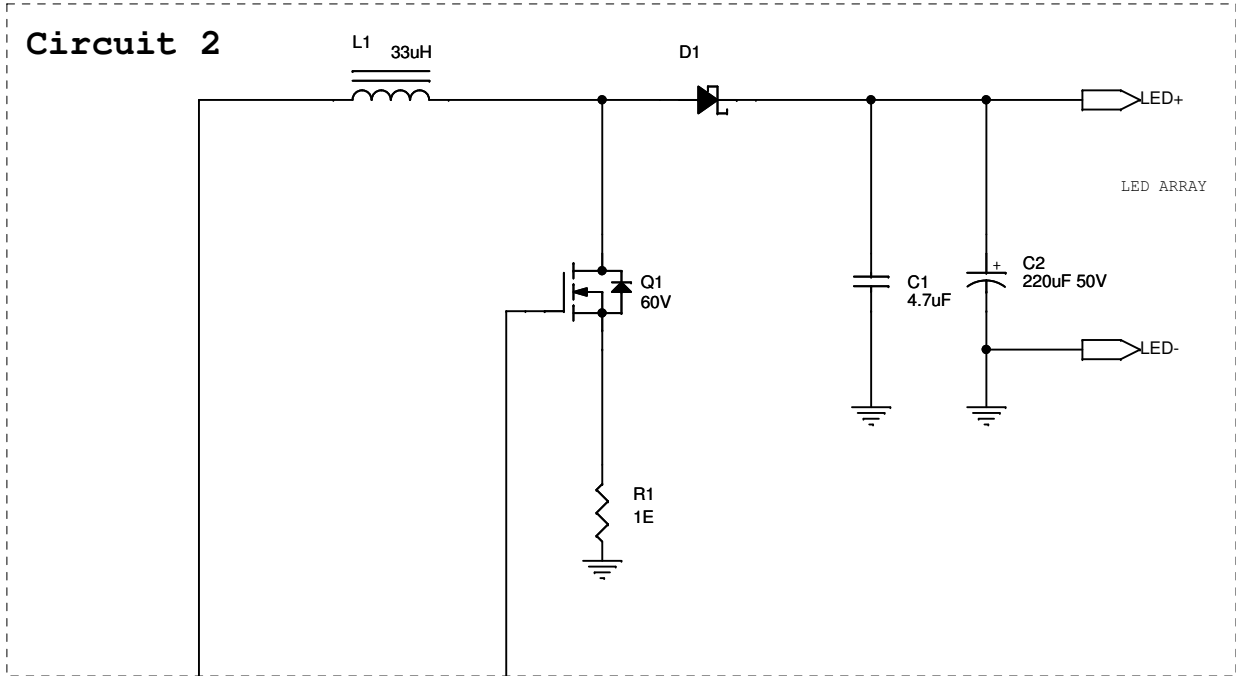 Circuit 2
L1
33uH
D1
LED+
LED ARRAY
Q1
60V
C1
4.7uF
+
C2
220uF 50V
LED-
R1
1E